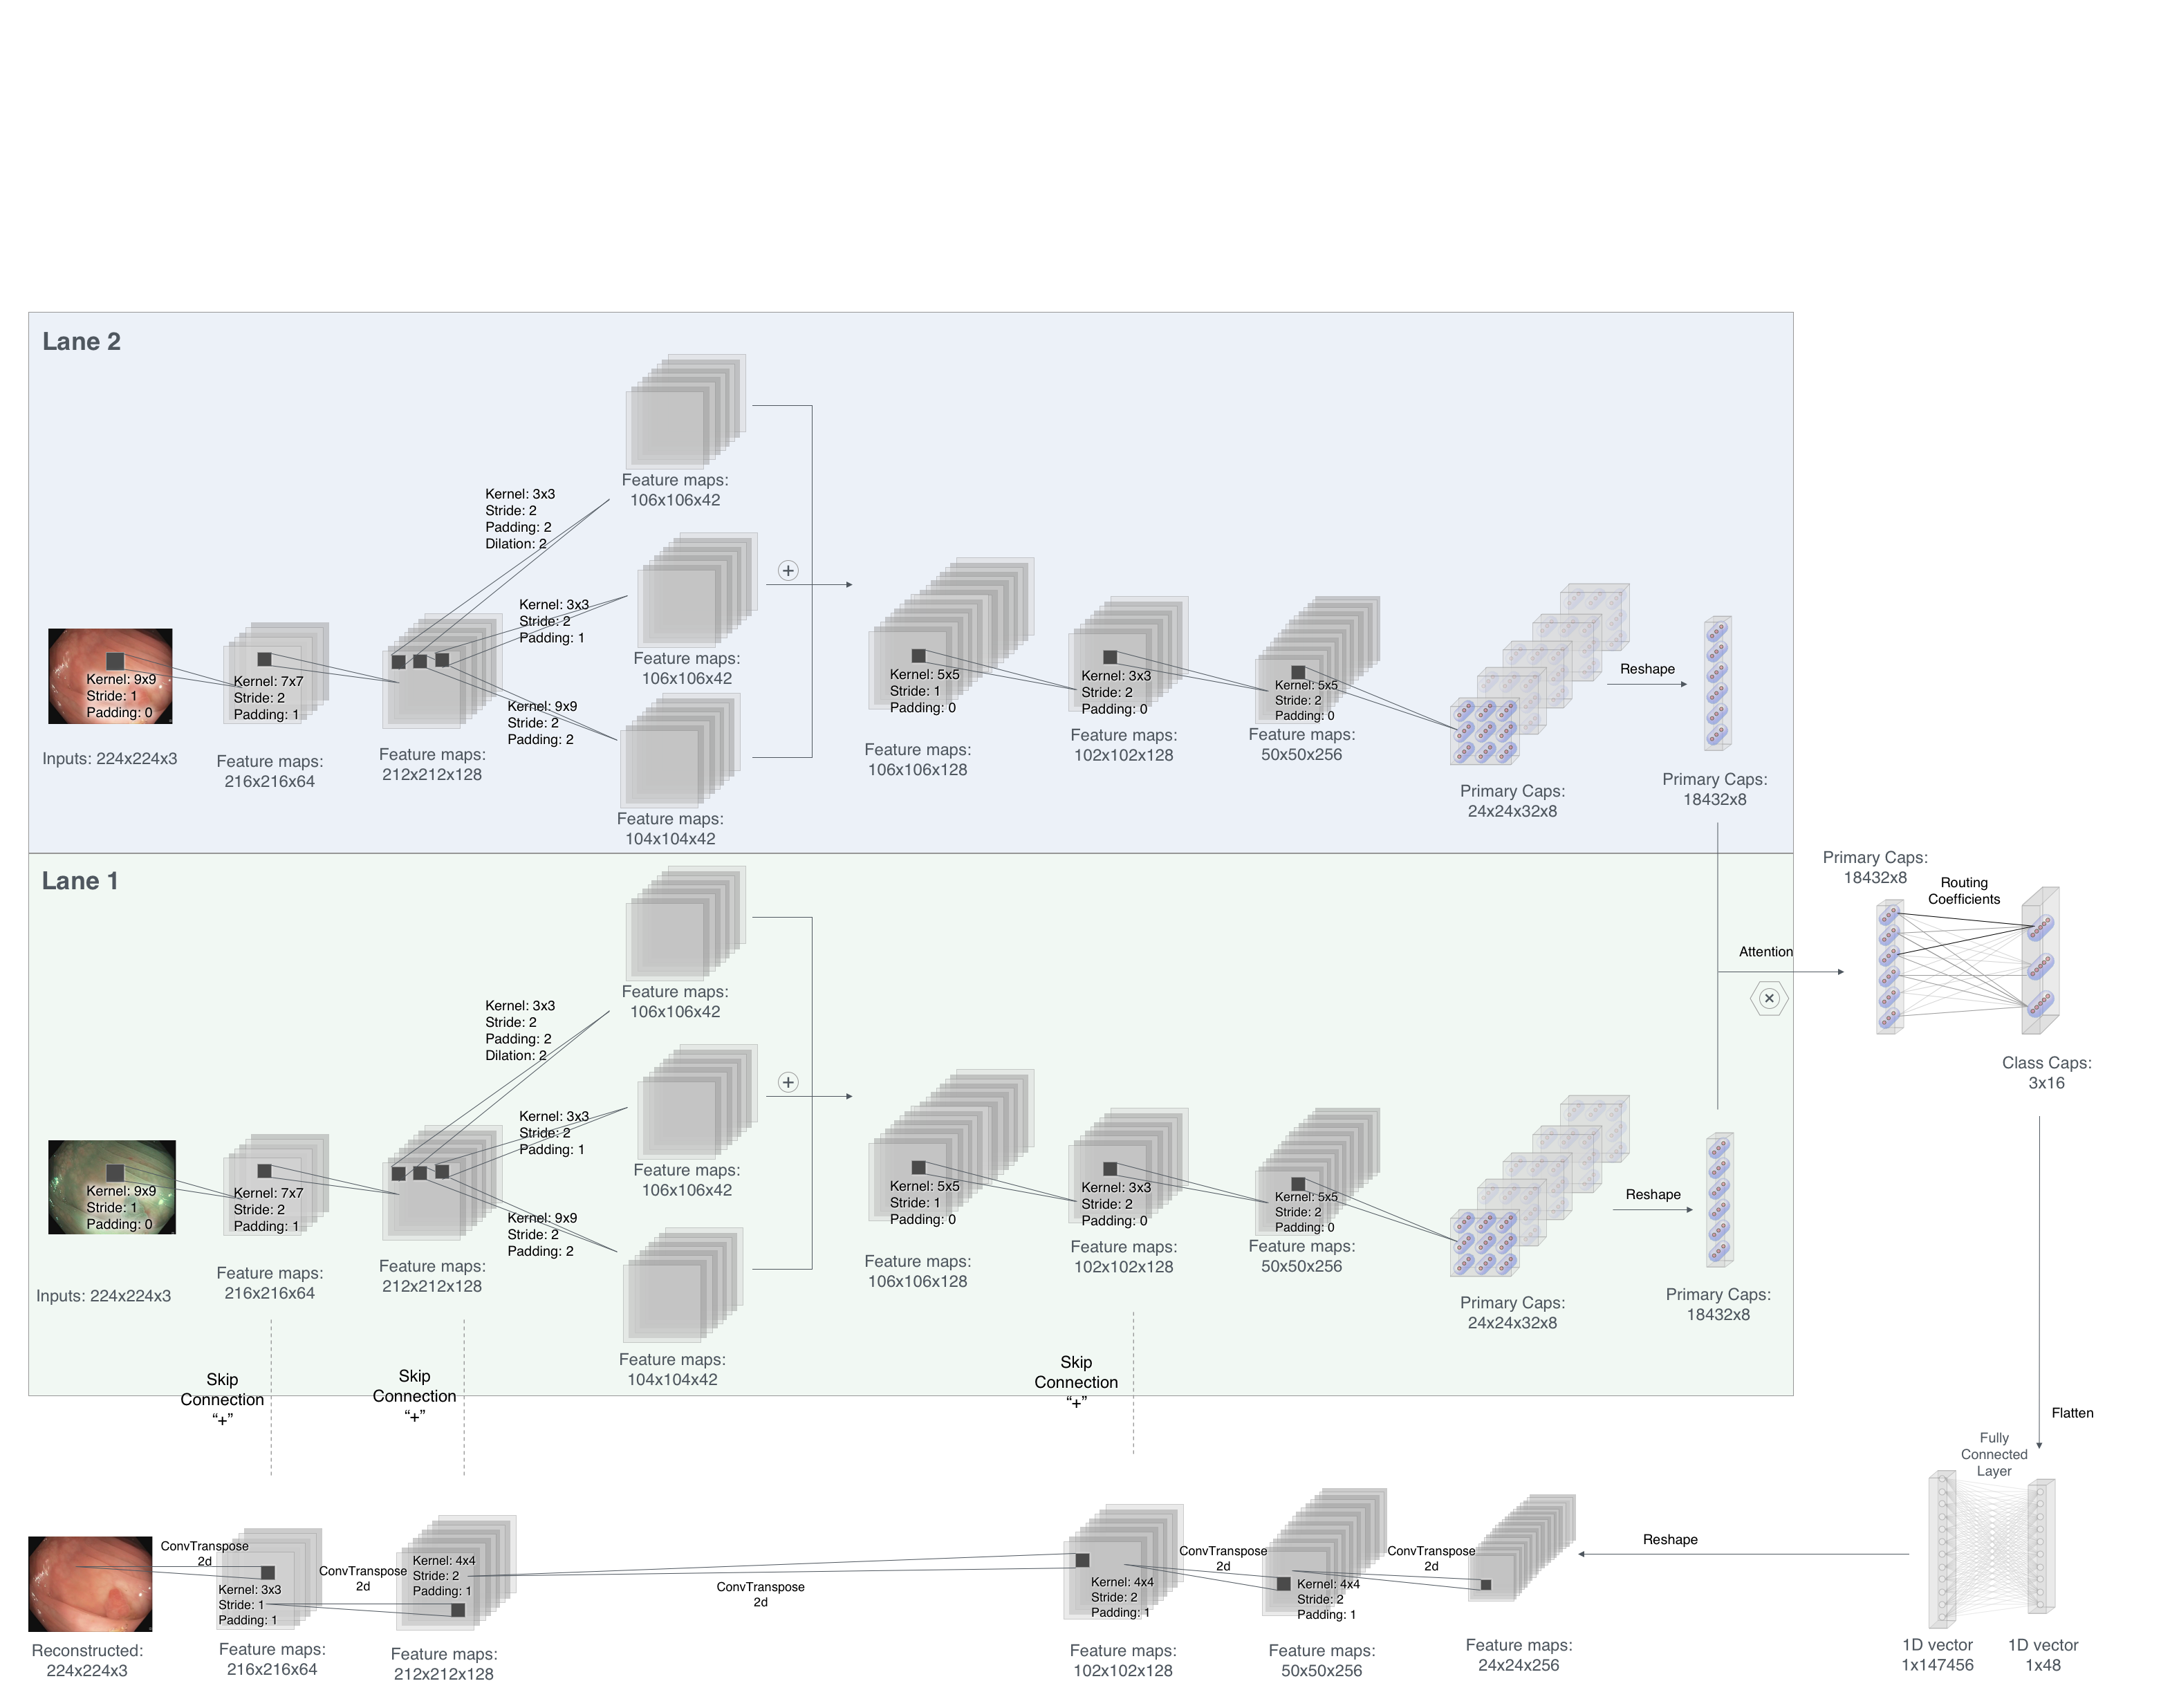 Lane 2
Kernel: 3x3
Stride: 2
Padding: 2
Dilation: 2
Feature maps:
106x106x42
Kernel: 3x3
Stride: 2
Padding: 1
Feature maps:
106x106x42
Kernel: 9x9
Stride: 2
Padding: 2
Feature maps:
104x104x42
+
Kernel: 9x9
Stride: 1
Padding: 0
Inputs: 224x224x3
Kernel: 7x7
Stride: 2
Padding: 1
Feature maps:
216x216x64
Feature maps:
212x212x128
Kernel: 5x5
Stride: 1
Padding: 0
Feature maps:
106x106x128
Kernel: 3x3
Stride: 2
Padding: 0
Feature maps:
102x102x128
Kernel: 5x5
Stride: 2
Padding: 0
Feature maps:
50x50x256
Primary Caps:
24x24x32x8
Reshape
Primary Caps:
18432x8
Lane 1
Kernel: 3x3
Stride: 2
Padding: 2
Dilation: 2
Feature maps:
106x106x42
Kernel: 3x3
Stride: 2
Padding: 1
Feature maps:
106x106x42
Kernel: 9x9
Stride: 2
Padding: 2
Feature maps:
104x104x42
+
Kernel: 9x9
Stride: 1
Padding: 0
Inputs: 224x224x3
Kernel: 7x7
Stride: 2
Padding: 1
Feature maps:
216x216x64
Feature maps:
212x212x128
Kernel: 5x5
Stride: 1
Padding: 0
Feature maps:
106x106x128
Kernel: 3x3
Stride: 2
Padding: 0
Feature maps:
102x102x128
Kernel: 5x5
Stride: 2
Padding: 0
Feature maps:
50x50x256
Primary Caps:
24x24x32x8
Reshape
Primary Caps:
18432x8
Attention
×
Primary Caps:
18432x8
Routing
Coefficients
Class Caps:
3x16
Flatten
Skip
Connection
“+”
Skip
Connection
“+”
Skip
Connection
“+”
Fully
Connected
Layer
1D vector
1x48
1D vector
1x147456
Reshape
Feature maps:
24x24x256
ConvTranspose
2d
Kernel: 4x4
Stride: 2
Padding: 1
Feature maps:
50x50x256
ConvTranspose
2d
Kernel: 4x4
Stride: 2
Padding: 1
Feature maps:
102x102x128
ConvTranspose
2d
Kernel: 4x4
Stride: 2
Padding: 1
Feature maps:
212x212x128
ConvTranspose
2d
Kernel: 3x3
Stride: 1
Padding: 1
Feature maps:
216x216x64
ConvTranspose
2d
Reconstructed:
224x224x3